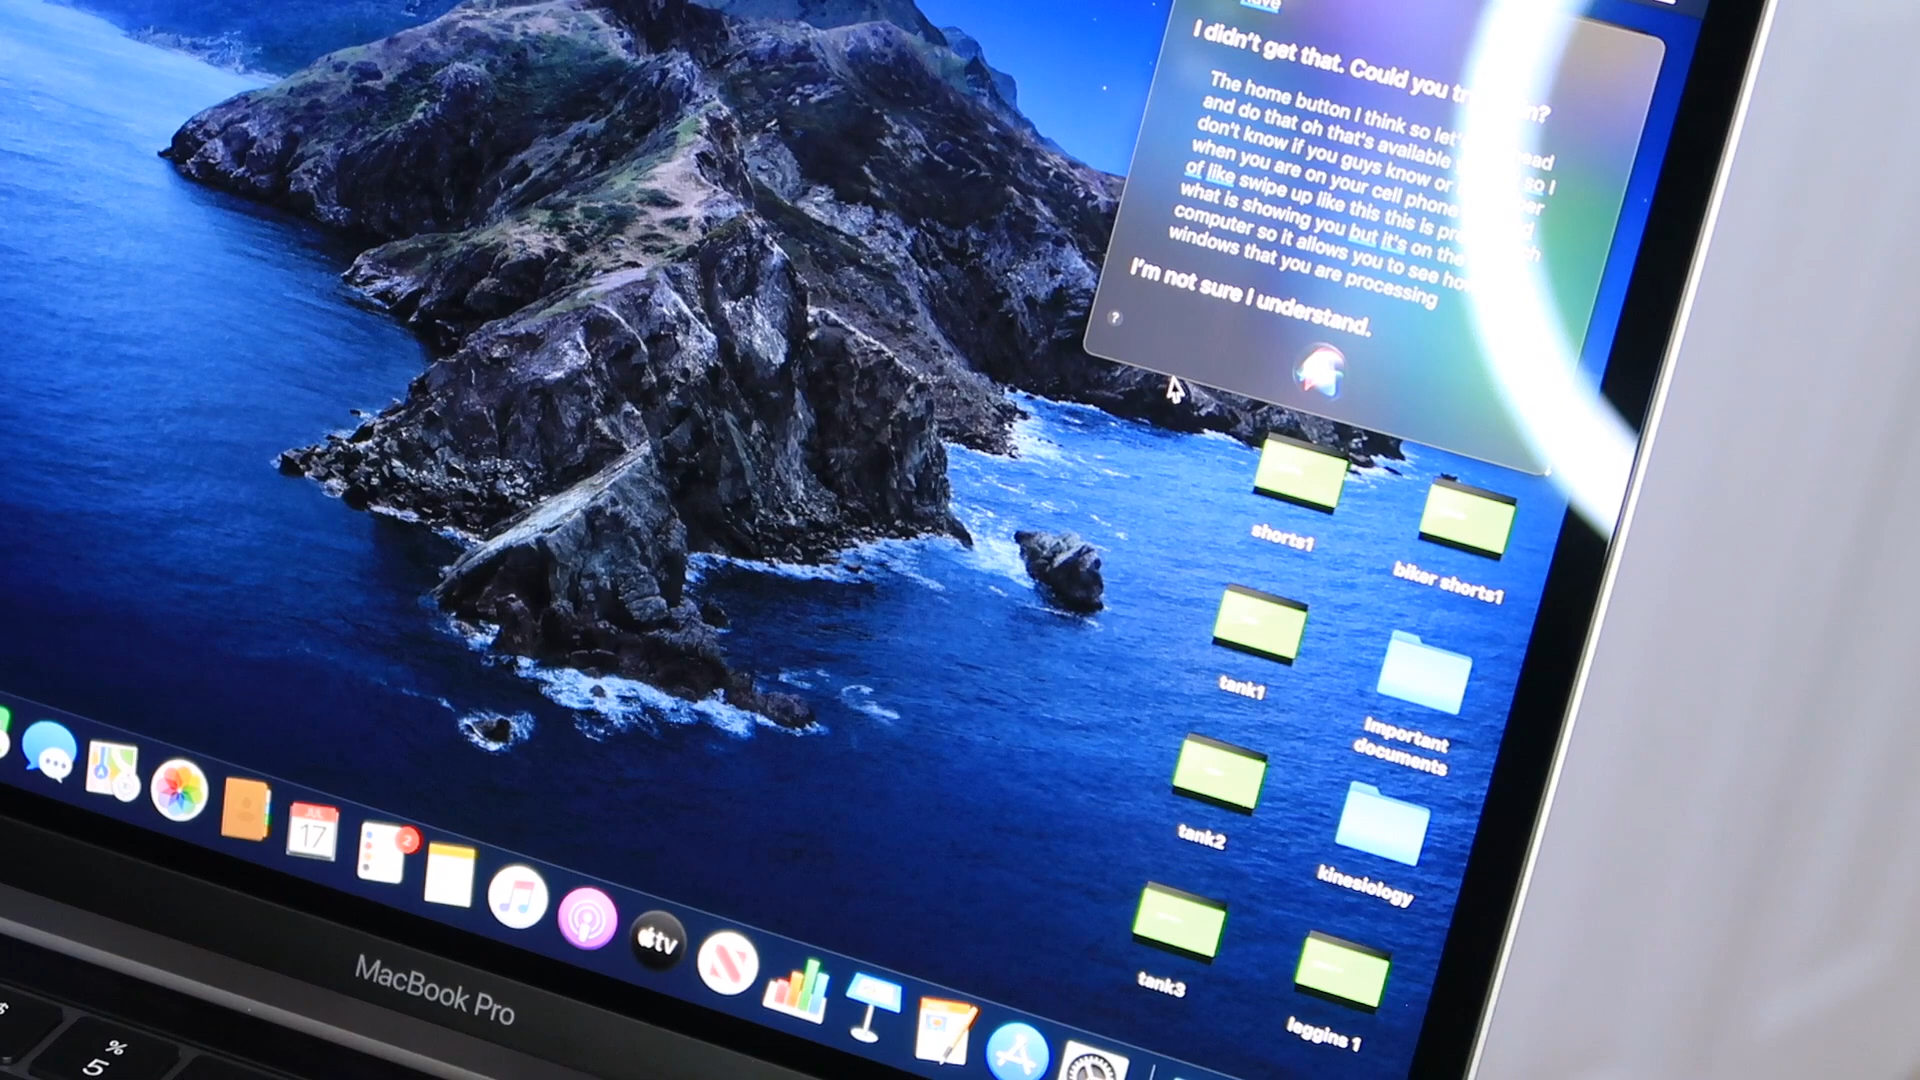 have
I didn't get that. Could you
The home button I think so
and do that oh that's available
don't know if you guys know or
when you are on your cell phone
of like swipe up like this this is
what is showing you but it's on the
computer so it allows you to see
windows that you are processing
I'm not sure I understand.
?
shorts1
biker shorts1
tank1
Important
documents
tank2
kinesiology
tank3
leggins 1
JUL
17
2
tv
MacBook Pro
%
5